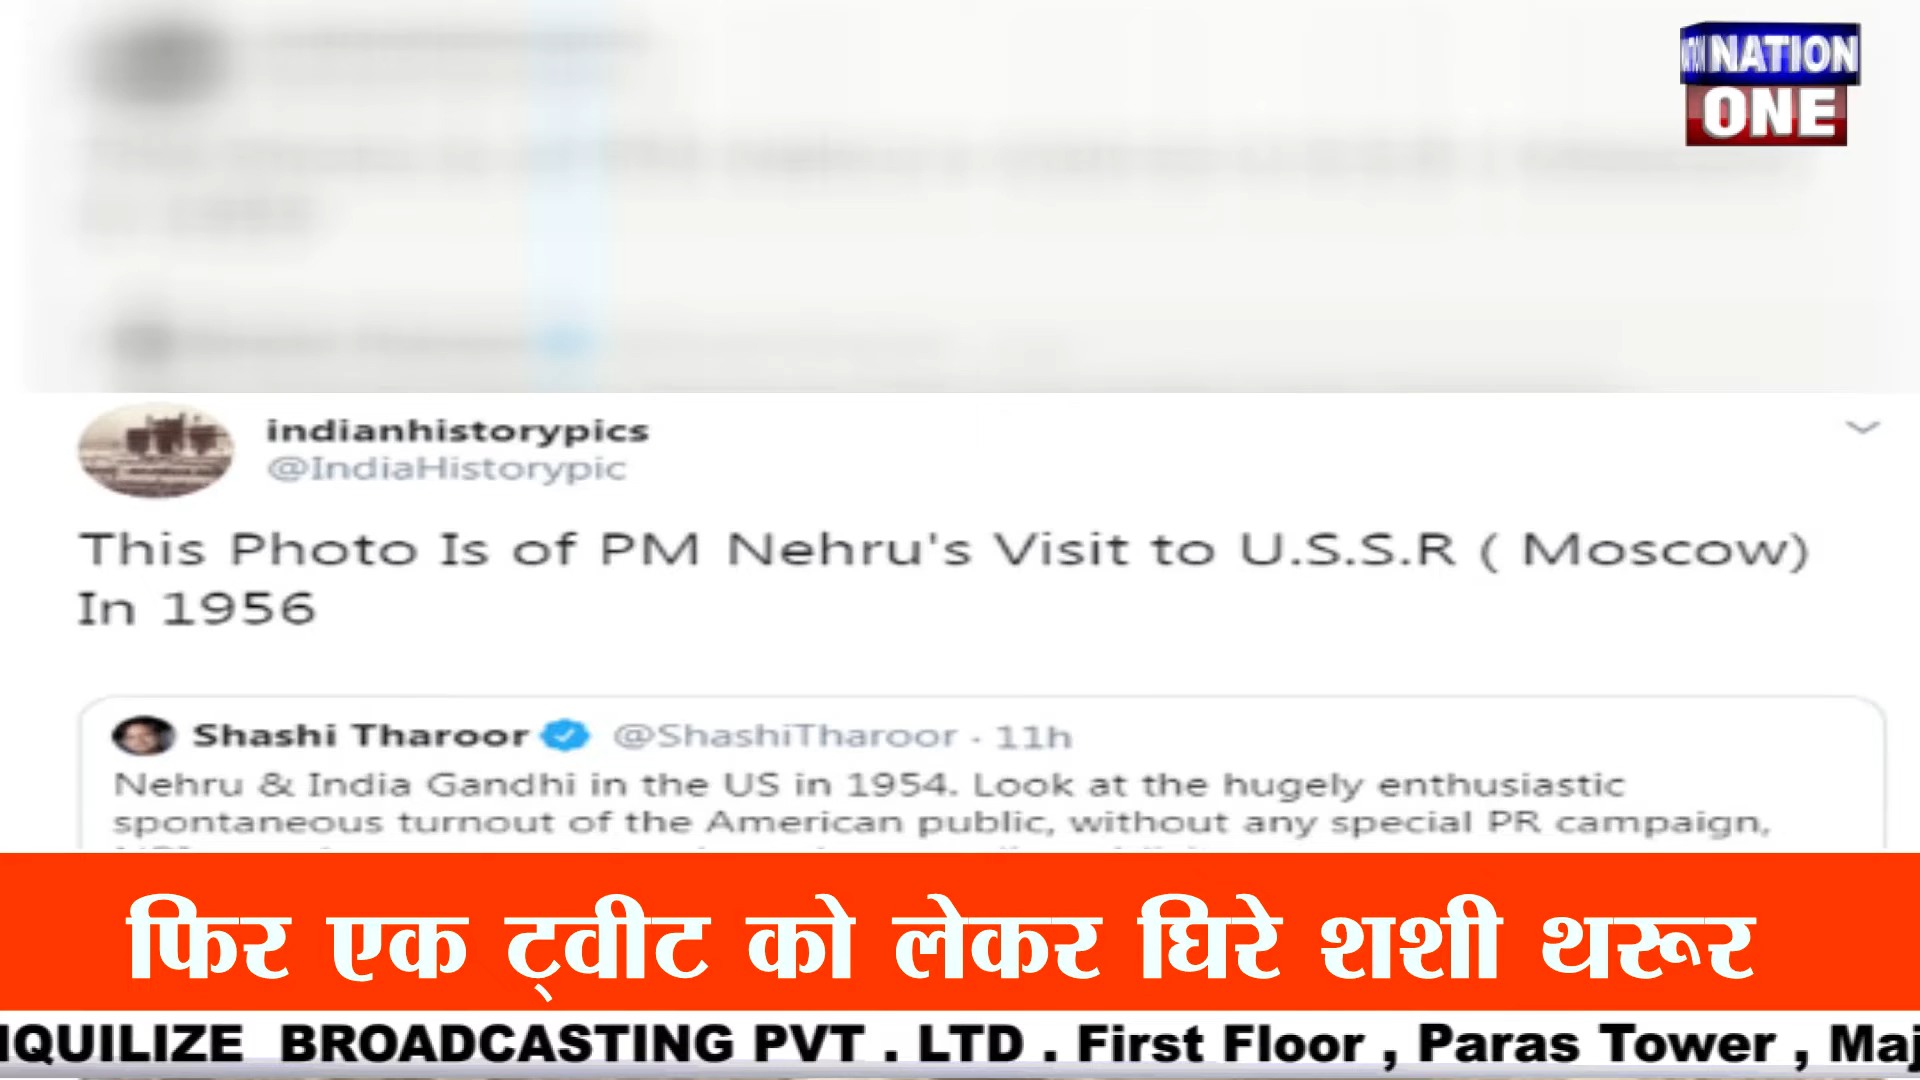 NATION
ONE
indianhistorypics
@IndiaHistorypic
This Photo Is of PM Nehru's Visit to U.S.S.R ( Moscow)
In 1956
Shashi Tharoor @ShashiTharoor · 11h
Nehru & India Gandhi in the US in 1954. Look at the hugely enthusiastic
spontaneous turnout of the American public, without any special PR campaign,
फिर एक ट्वीट को लेकर घिरे शशी थरूर
BROADCASTING PVT . LTD . First Floor , Paras Tower ,